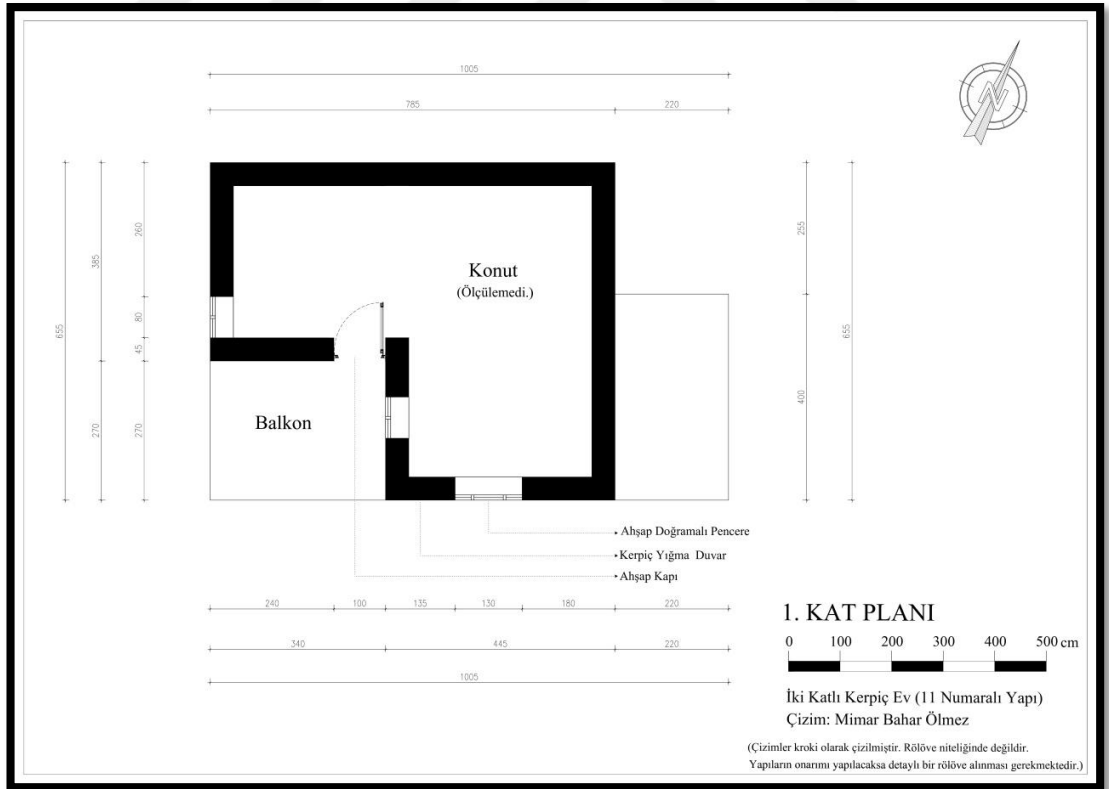 1005
785
220
N
655
385
270
260
80
45
270
Konut
(Ölçülemedi.)
Balkon
255
400
655
Ahşap Doğramalı Pencere
Kerpiç Yığma Duvar
Ahşap Kapı
240
100
135
130
180
220
340
445
220
1005
1. KAT PLANI
0 100 200 300 400 500 cm
İki Katlı Kerpiç Ev (11 Numaralı Yapı)
Çizim: Mimar Bahar Ölmez
(Çizimler kroki olarak çizilmiştir. Rölöve niteliğinde değildir.
Yapıların onarımı yapılacaksa detaylı bir rölöve alınması gerekmektedir.)